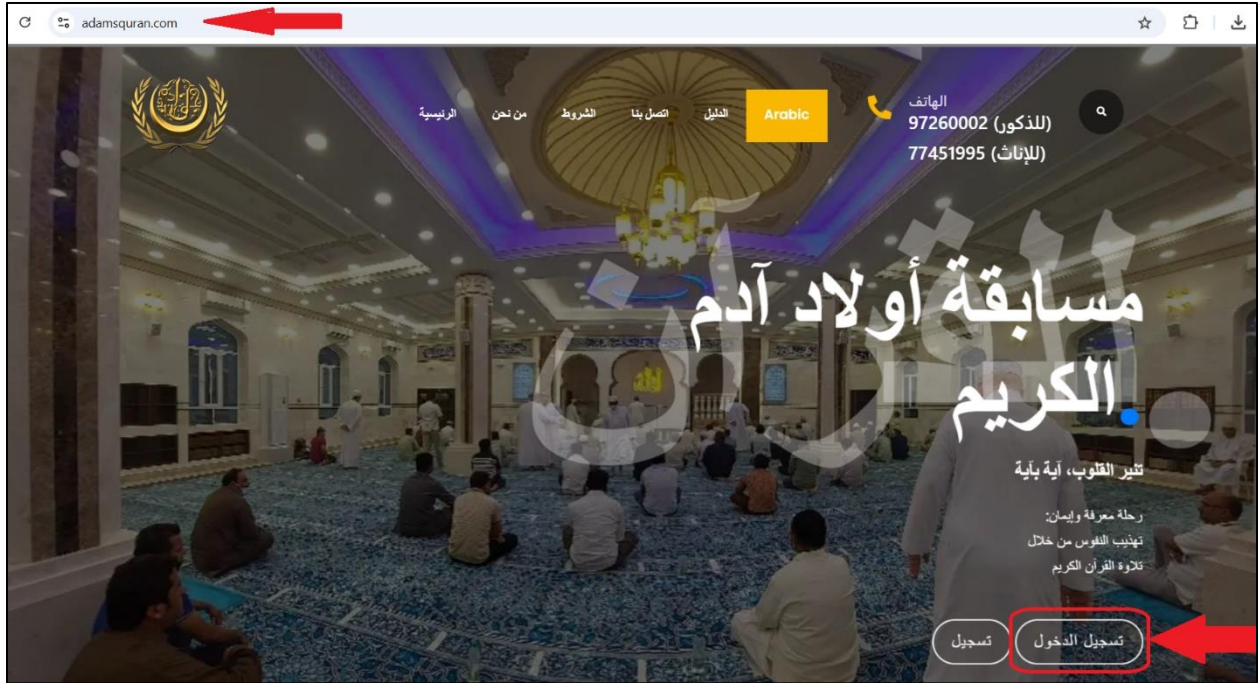 adamsquran.com
الرئيسية
من نحن
الشروط
اتصل بنا
الدليل
Arabic
الهاتف
97260002 (للذكور)
77451995 (للإناث)
القرآن
مسابقة أولاد آدم
الكريم.
تنير القلوب، آية بآية
رحلة معرفة وإيمان:
تهذيب النفوس من خلال
تلاوة القرآن الكريم
تسجيل الدخول
تسجيل